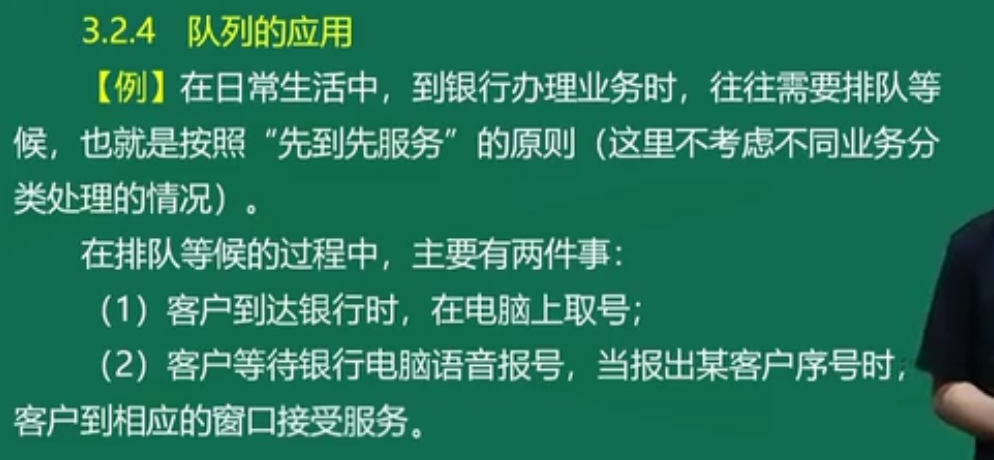 3.2.4 队列的应用
【例】在日常生活中，到银行办理业务时，往往需要排队等
候，也就是按照“先到先服务”的原则（这里不考虑不同业务分
类处理的情况）。
在排队等候的过程中，主要有两件事：
（1）客户到达银行时，在电脑上取号；
（2）客户等待银行电脑语音报号，当报出某客户序号时，
客户到相应的窗口接受服务。